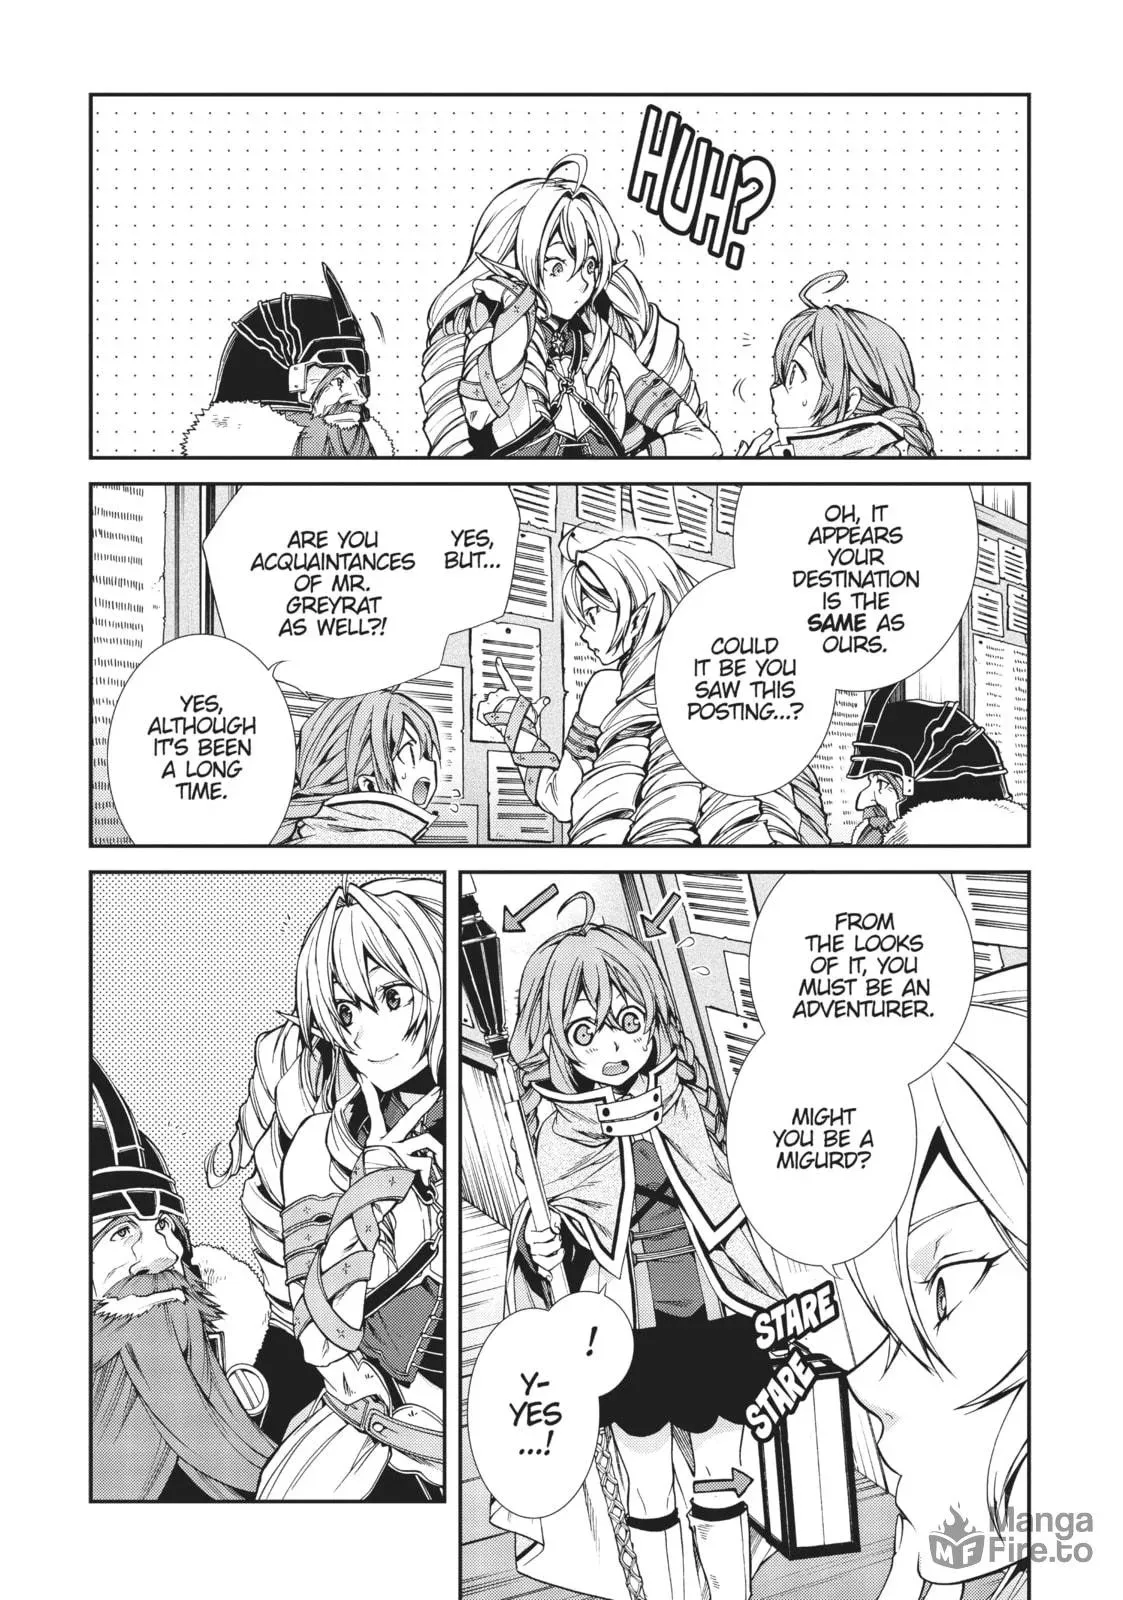 HUH?
OH, IT
APPEARS
YOUR
DESTINATION
IS THE
SAME AS
OURS.
COULD
IT BE YOU
SAW THIS
POSTING...?
YES,
BUT...
ARE YOU
ACQUAINTANCES
OF MR.
GREYRAT
AS WELL?!
YES,
ALTHOUGH
IT'S BEEN
A LONG
TIME.
FROM
THE LOOKS
OF IT, YOU
MUST BE AN
ADVENTURER.
MIGHT
YOU BE A
MIGURD?
STARE
STARE
!
Y-
YES
...!
MF Manga
Fire.to